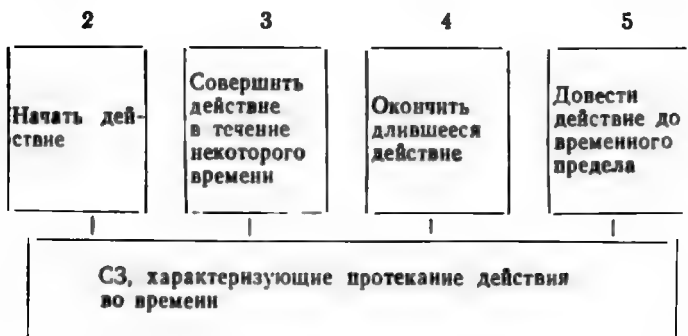 2 3 4 5
Начать дей-
ствие
Совершить
действие
в течение
некоторого
времени
Окончить
длившееся
действие
Довести
действие до
временного
предела
СЗ, характеризующие протекание действия
во времени